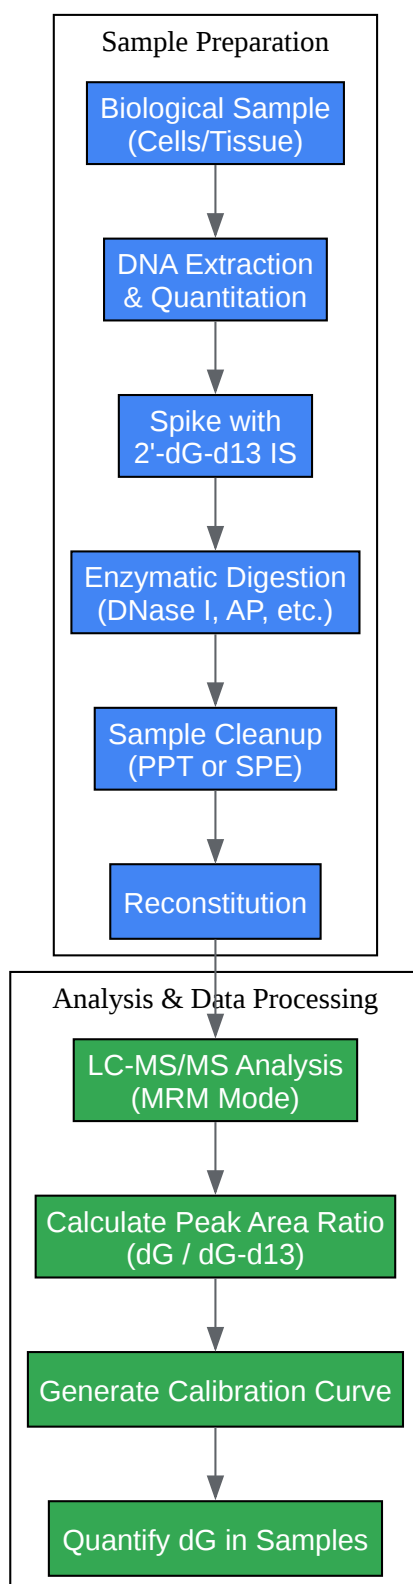 Sample Preparation
Biological Sample
(Cells/Tissue)
DNA Extraction
& Quantitation
Spike with
2'-dG-d13 IS
Enzymatic Digestion
(DNase I, AP, etc.)
Sample Cleanup
(PPT or SPE)
Reconstitution
Analysis & Data Processing
LC-MS/MS Analysis
(MRM Mode)
Calculate Peak Area Ratio
(dG / dG-d13)
Generate Calibration Curve
Quantify dG in Samples